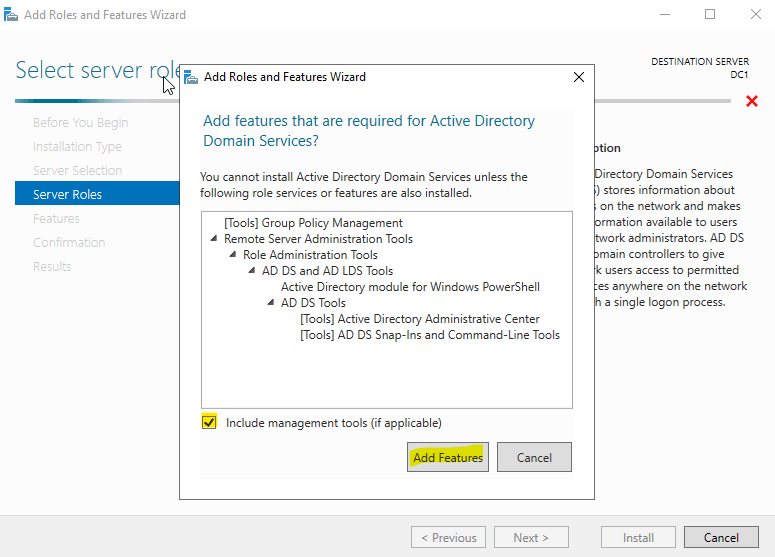 Add Roles and Features Wizard
Select server role
DESTINATION SERVER
DC1
Before You Begin
Installation Type
Server Selection
Server Roles
Features
Confirmation
Results
Add Roles and Features Wizard
Add features that are required for Active Directory
Domain Services?
You cannot install Active Directory Domain Services unless the
following role services or features are also installed.
[Tools] Group Policy Management
Remote Server Administration Tools
Role Administration Tools
AD DS and AD LDS Tools
Active Directory module for Windows PowerShell
AD DS Tools
[Tools] Active Directory Administrative Center
[Tools] AD DS Snap-Ins and Command-Line Tools
Include management tools (if applicable)
Add Features
Cancel
ption
Directory Domain Services
S) stores information about
s on the network and makes
ormation available to users
twork administrators. AD DS
omain controllers to give
rk users access to permitted
ces anywhere on the network
h a single logon process.
< Previous
Next >
Install
Cancel